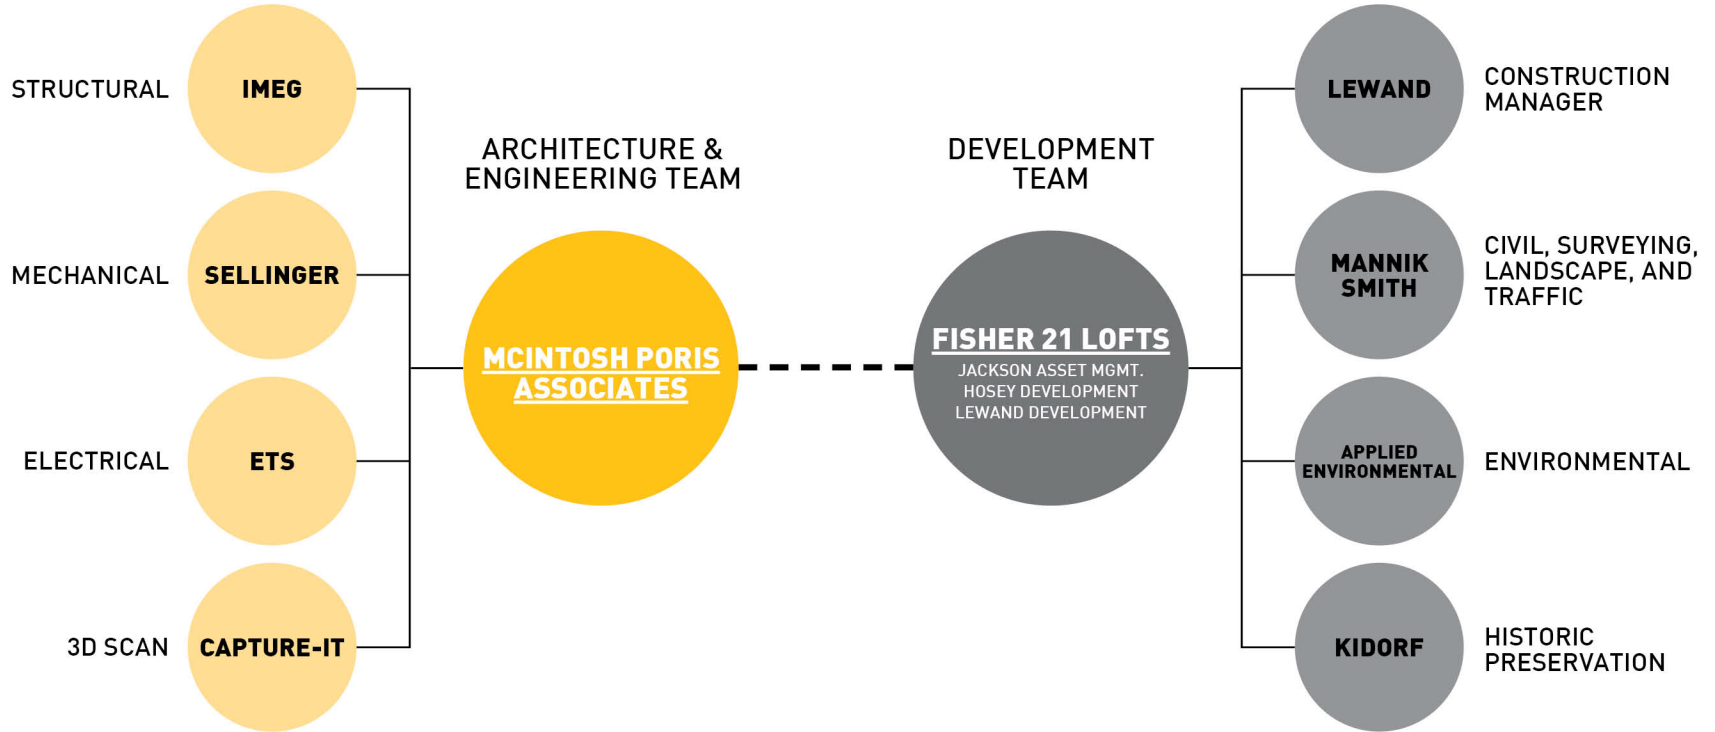 STRUCTURAL
IMEG
MECHANICAL
SELLINGER
ELECTRICAL
ETS
3D SCAN
CAPTURE-IT
ARCHITECTURE &
ENGINEERING TEAM
MCINTOSH PORIS
ASSOCIATES
DEVELOPMENT
TEAM
FISHER 21 LOFTS
JACKSON ASSET MGMT.
HOSEY DEVELOPMENT
LEWAND DEVELOPMENT
LEWAND
CONSTRUCTION
MANAGER
MANNIK
SMITH
CIVIL, SURVEYING,
LANDSCAPE, AND
TRAFFIC
APPLIED
ENVIRONMENTAL
ENVIRONMENTAL
KIDORF
HISTORIC
PRESERVATION